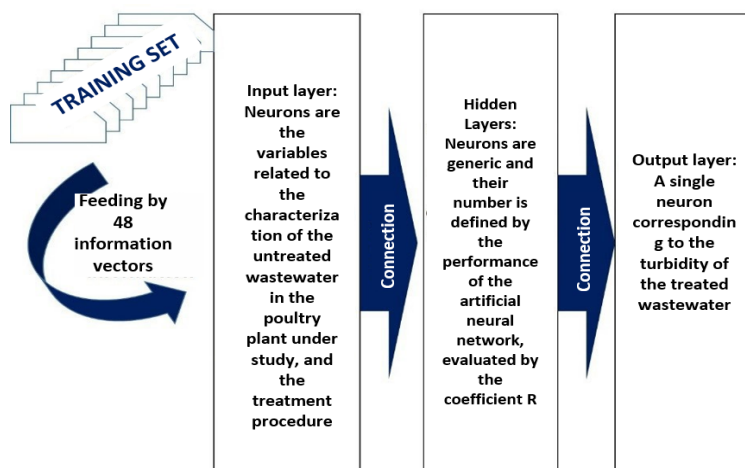 TRAINING SET
Feeding by
48
information
vectors
Input layer:
Neurons are
the
variables
related to
the
characteriza
tion of the
untreated
wastewater
in the
poultry
plant under
study, and
the
treatment
procedure
Connection
Hidden
Layers:
Neurons are
generic and
their
number is
defined by
the
performance
of the
artificial
neural
network,
evaluated by
the
coefficient R
Connection
Output layer:
A single
neuron
correspondin
g to the
turbidity of
the treated
wastewater